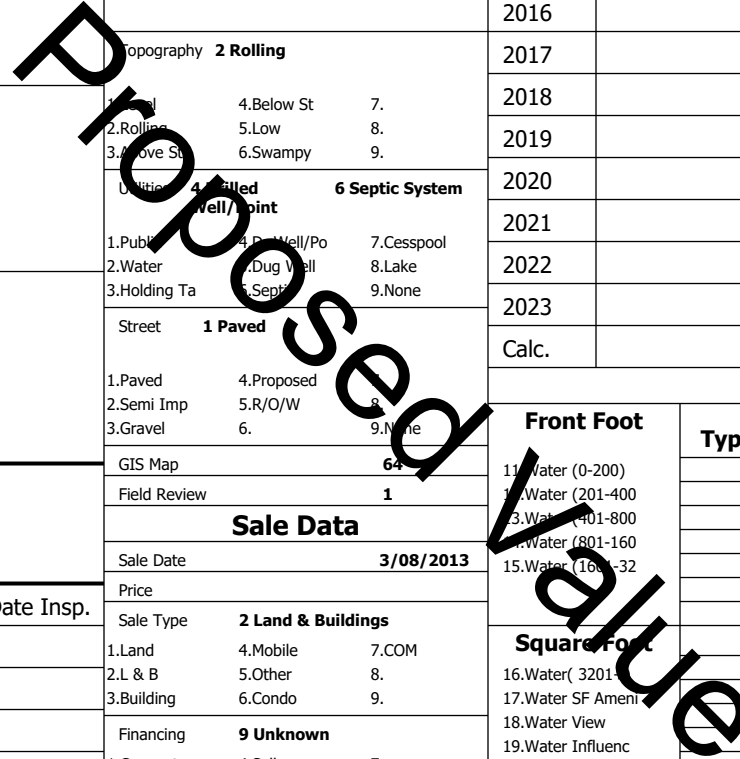 Topography 2 Rolling
4.Below St 7.
2.Rolling 5.Low 8.
3.Above St 6.Swampy 9.
Utilities 4 Drilled 6 Septic System
Well/Point
4.Dr Well/Po 7.Cesspool
2.Water 5.Dug Well 8.Lake
3.Holding Ta 6.Septic 9.None
Street 1 Paved
1.Paved 4.Proposed
2.Semi Imp 5.R/O/W 8.
3.Gravel 6. 9.None
GIS Map 64
Field Review 1
Sale Data
Sale Date 3/08/2013
Price
Sale Type 2 Land & Buildings
1.Land 4.Mobile 7.COM
2.L & B 5.Other 8.
3.Building 6.Condo 9.
Financing 9 Unknown
Date Insp.
2016
2017
2018
2019
2020
2021
2022
2023
Calc.
Front Foot
Typ
11.Water (0-200)
12.Water (201-400
13.Water (401-800
14.Water (801-160
15.Water (1601-32
Square Foot
16.Water( 3201-
17.Water SF Ameni
18.Water View
19.Water Influenc
Proposed Value